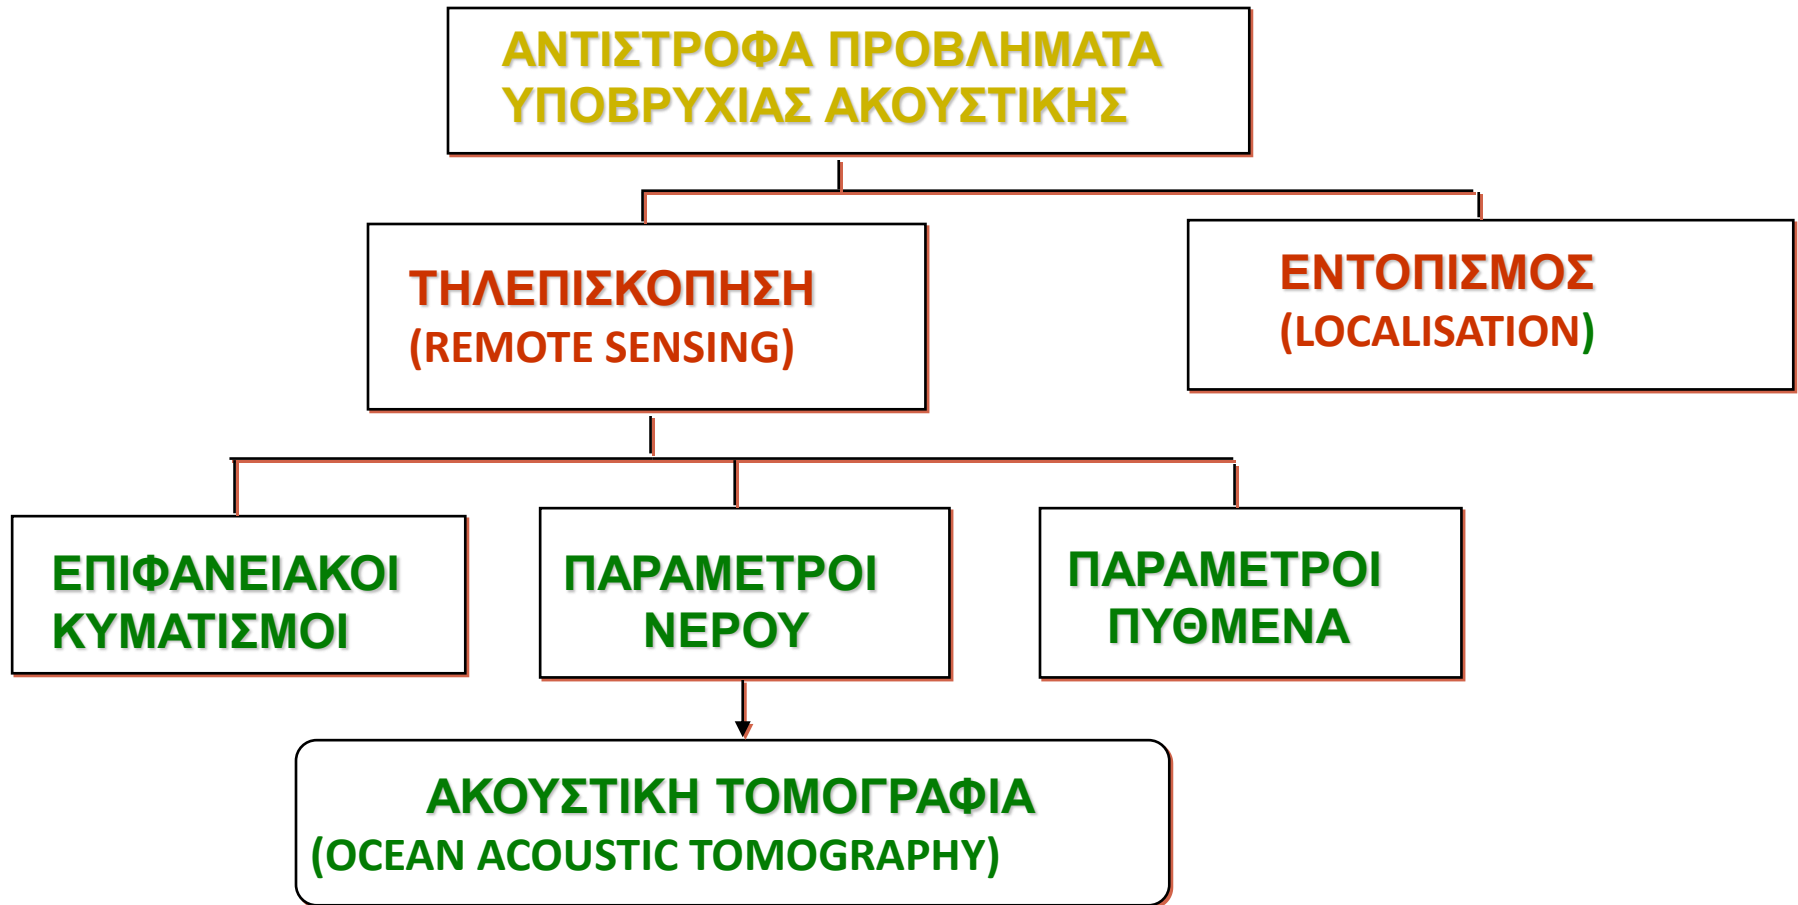 ΑΝΤΙΣΤΡΟΦΑ ΠΡΟΒΛΗΜΑΤΑ
ΥΠΟΒΡΥΧΙΑΣ ΑΚΟΥΣΤΙΚΗΣ
ΤΗΛΕΠΙΣΚΟΠΗΣΗ
(REMOTE SENSING)
ΕΝΤΟΠΙΣΜΟΣ
(LOCALISATION)
ΕΠΙΦΑΝΕΙΑΚΟΙ
ΚΥΜΑΤΙΣΜΟΙ
ΠΑΡΑΜΕΤΡΟΙ
ΝΕΡΟΥ
ΠΑΡΑΜΕΤΡΟΙ
ΠΥΘΜΕΝΑ
ΑΚΟΥΣΤΙΚΗ ΤΟΜΟΓΡΑΦΙΑ
(OCEAN ACOUSTIC TOMOGRAPHY)